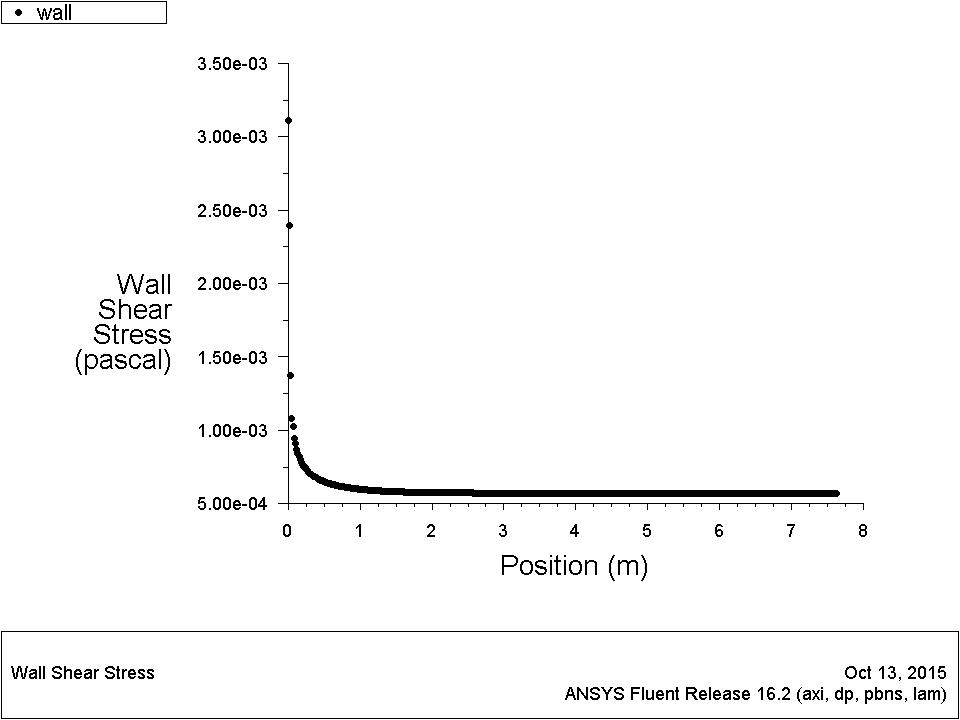 wall
3.50e-03
3.00e-03
2.50e-03
2.00e-03
1.50e-03
1.00e-03
5.00e-04
Wall
Shear
Stress
(pascal)
0 1 2 3 4 5 6 7 8
Position (m)
Wall Shear Stress
Oct 13, 2015
ANSYS Fluent Release 16.2 (axi, dp, pbns, lam)